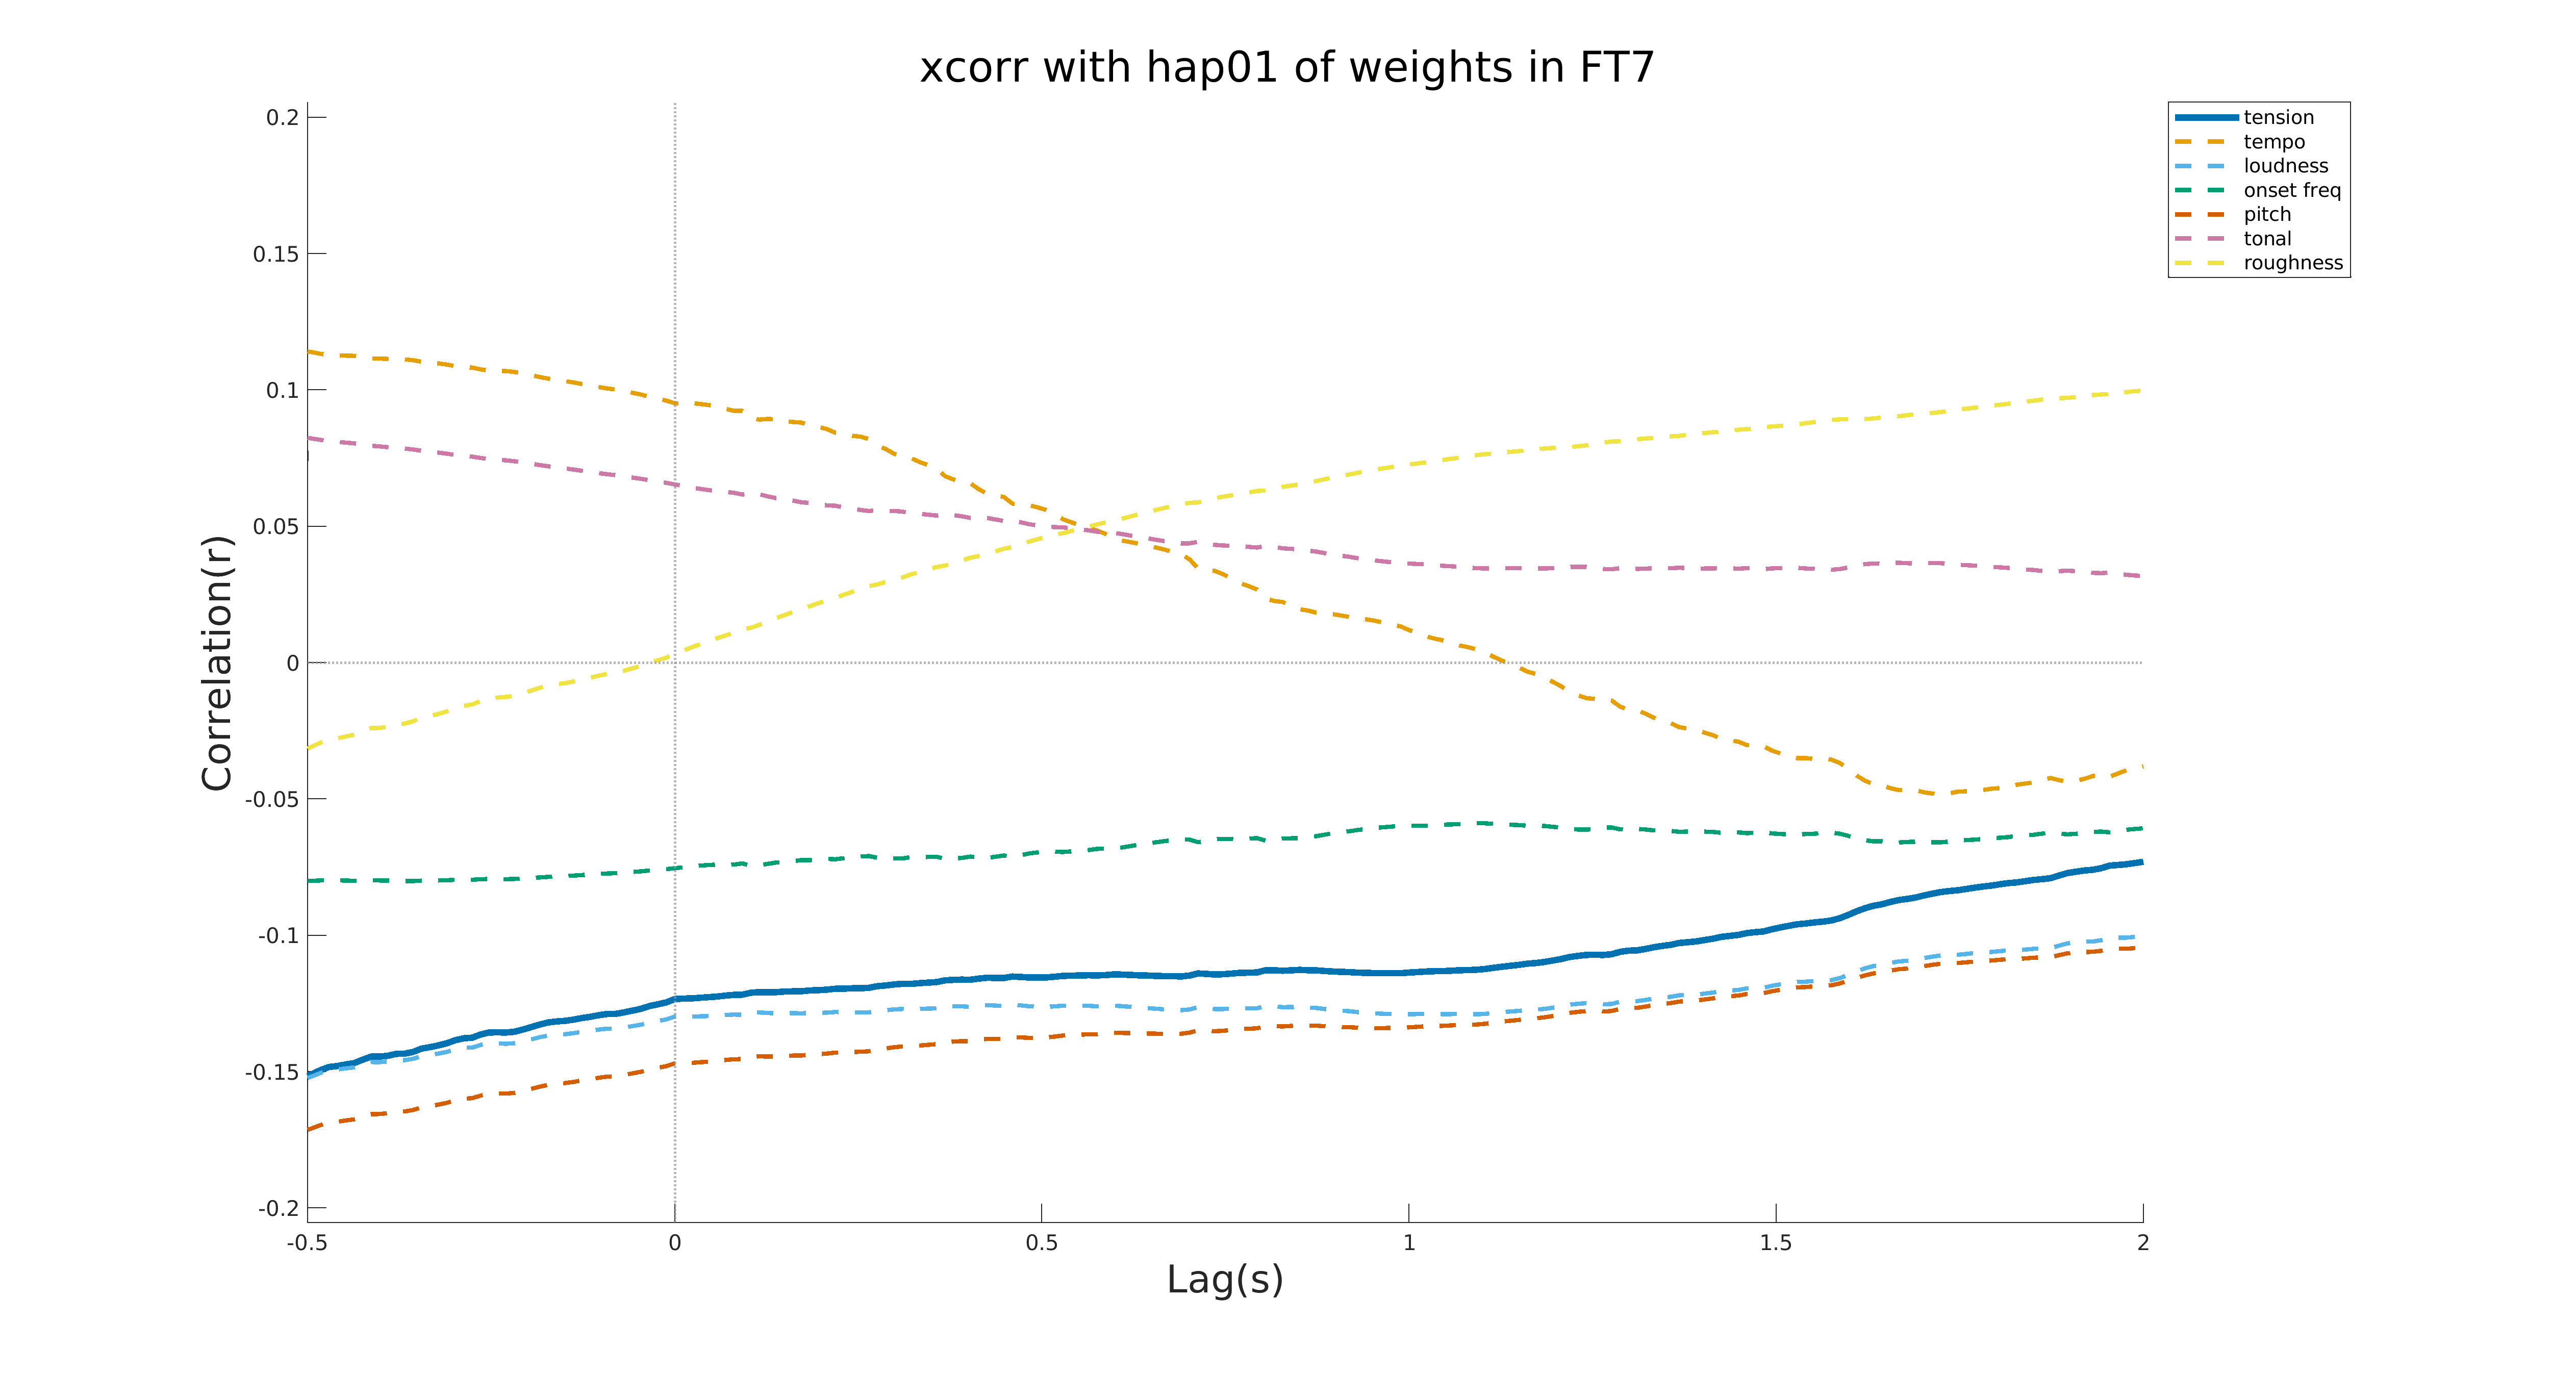 xcorr with hap01 of weights in FT7
tension
tempo
loudness
onset freq
pitch
tonal
roughness
Correlation(r)
0.2
0.15
0.1
0.05
0
-0.05
-0.1
-0.15
-0.2
-0.5
0
0.5
1
1.5
2
Lag(s)